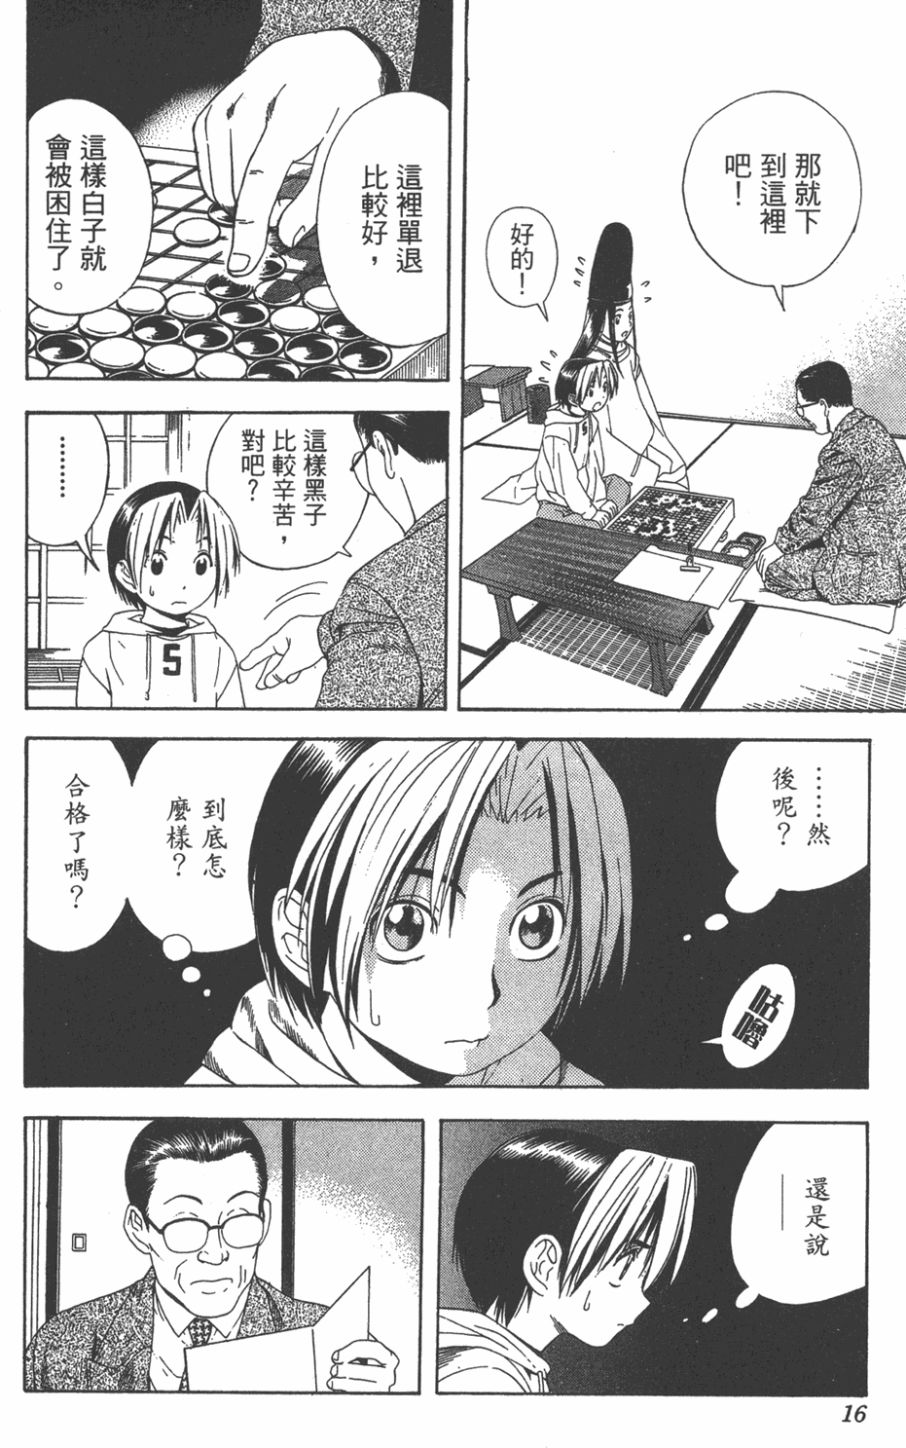 那就下
到這裡
吧！
好的！
這裡單退
比較好，
這樣白子就
會被困住了。
這樣黑子
比較辛苦，
對吧？
………
……然
後呢？
咕嚕
到底怎
麼樣？
合格了嗎？
還是說
——
5
5
16